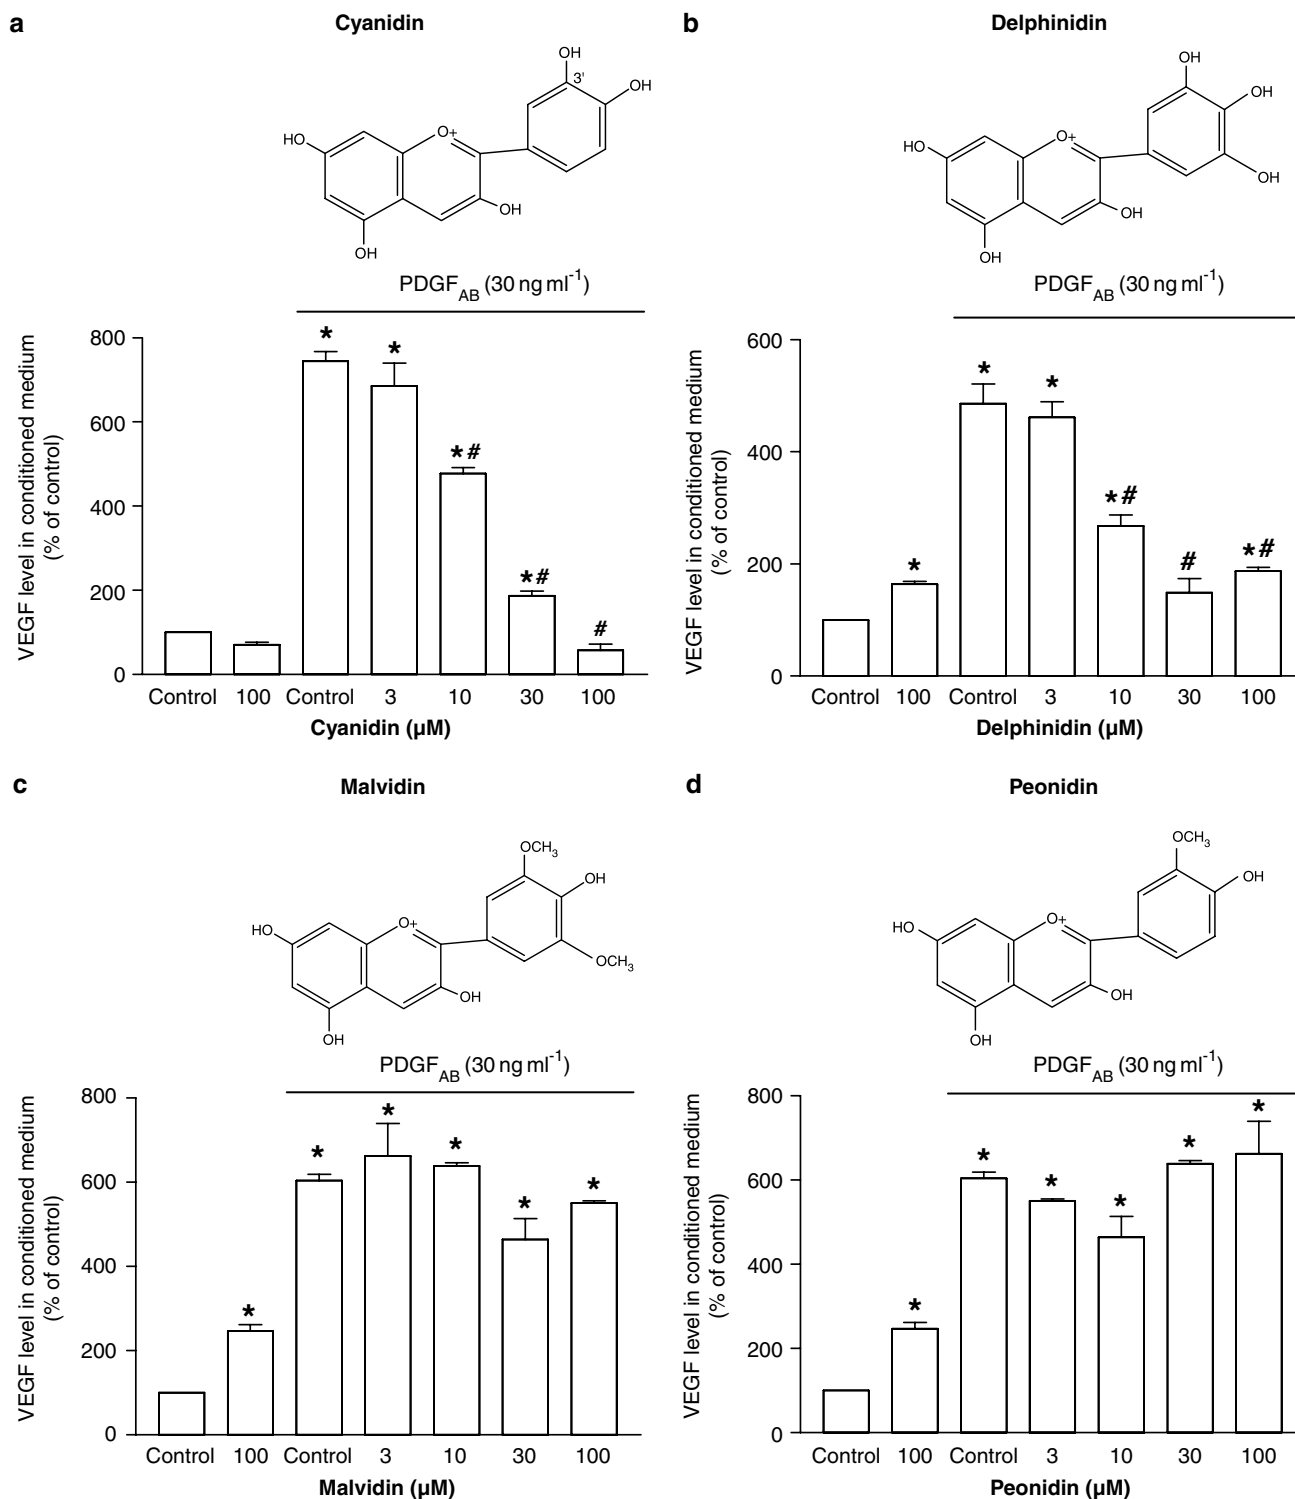 a
Cyanidin
OH
3'
OH
HO
O+
OH
OH
PDGF_AB (30 ng ml^-1)
VEGF level in conditioned medium
(% of control)
800
600
400
200
0
*
*
*#
*#
#
Control 100 Control 3 10 30 100
Cyanidin (µM)
b
Delphinidin
OH
OH
HO
O+
OH
OH
OH
PDGF_AB (30 ng ml^-1)
VEGF level in conditioned medium
(% of control)
600
400
200
0
*
*
*
*#
#
*#
Control 100 Control 3 10 30 100
Delphinidin (µM)
c
Malvidin
OCH3
OH
HO
O+
OCH3
OH
OH
PDGF_AB (30 ng ml^-1)
VEGF level in conditioned medium
(% of control)
800
600
400
200
0
*
*
*
*
*
*
Control 100 Control 3 10 30 100
Malvidin (µM)
d
Peonidin
OCH3
OH
HO
O+
OH
OH
PDGF_AB (30 ng ml^-1)
VEGF level in conditioned medium
(% of control)
800
600
400
200
0
*
*
*
*
*
*
Control 100 Control 3 10 30 100
Peonidin (µM)